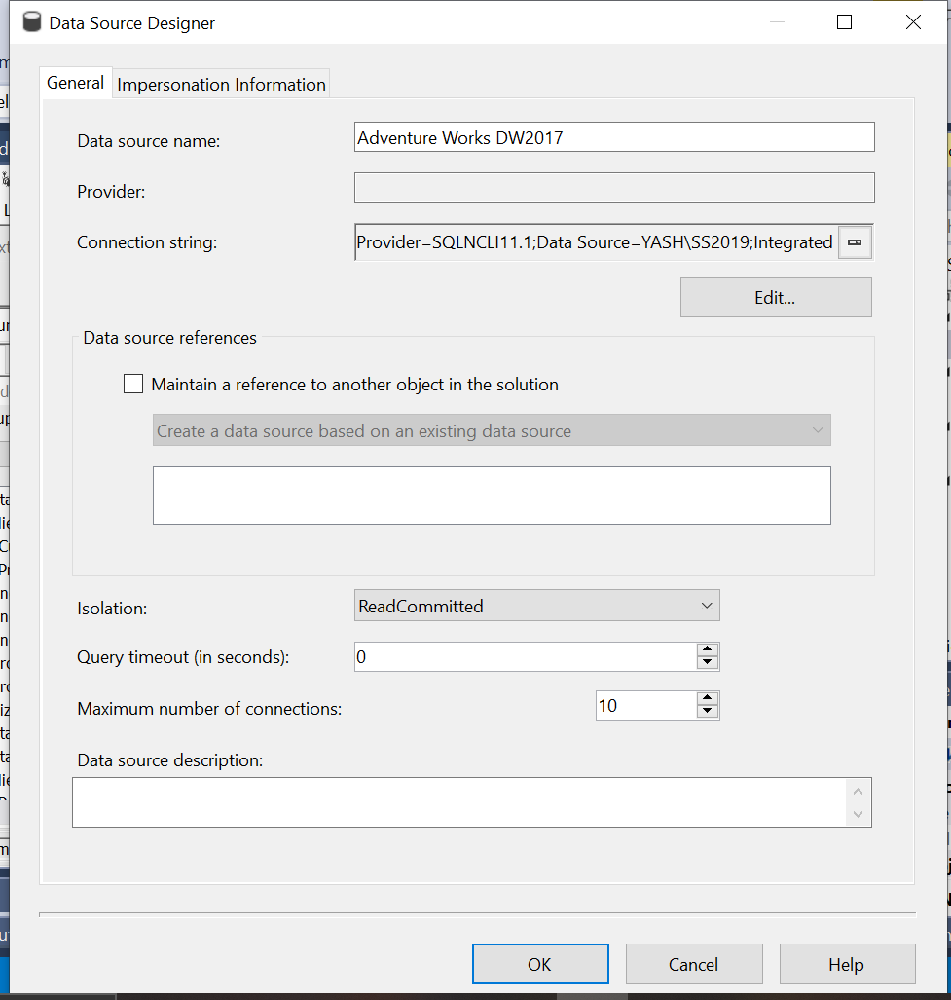 Data Source Designer
General
Impersonation Information
Data source name:
Adventure Works DW2017
Provider:
Connection string:
Provider=SQLNCLI11.1;Data Source=YASH\SS2019;Integrated
Edit...
Data source references
Maintain a reference to another object in the solution
Create a data source based on an existing data source
Isolation:
ReadCommitted
Query timeout (in seconds):
0
Maximum number of connections:
10
Data source description:
OK
Cancel
Help